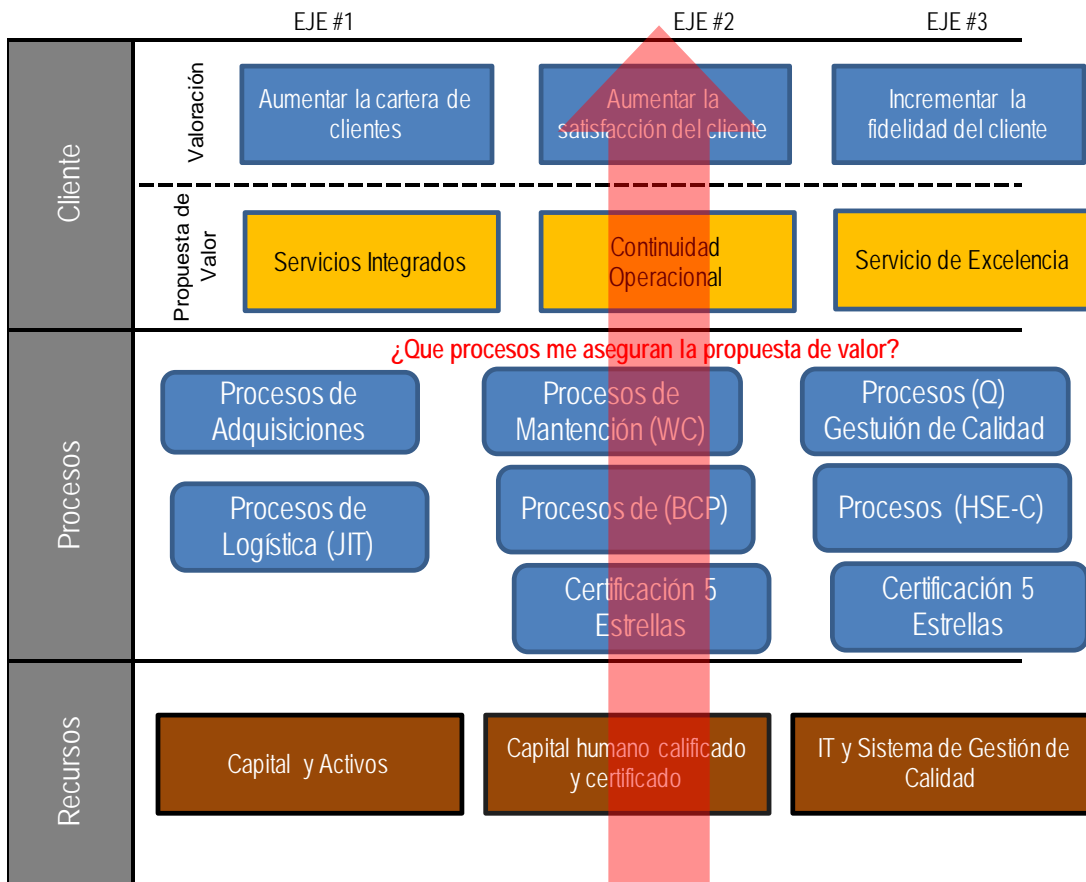 EJE #1
EJE #2
EJE #3
Cliente
Valoración
Aumentar la cartera de
clientes
Aumentar la
satisfacción del cliente
Incrementar la
fidelidad del cliente
Propuesta de
Valor
Servicios Integrados
Continuidad
Operacional
Servicio de Excelencia
Procesos
¿Que procesos me aseguran la propuesta de valor?
Procesos de
Adquisiciones
Procesos de
Mantención (WC)
Procesos (Q)
Gestuión de Calidad
Procesos de
Logística (JIT)
Procesos de (BCP)
Procesos (HSE-C)
Certificación 5
Estrellas
Certificación 5
Estrellas
Recursos
Capital y Activos
Capital humano calificado
y certificado
IT y Sistema de Gestión de
Calidad